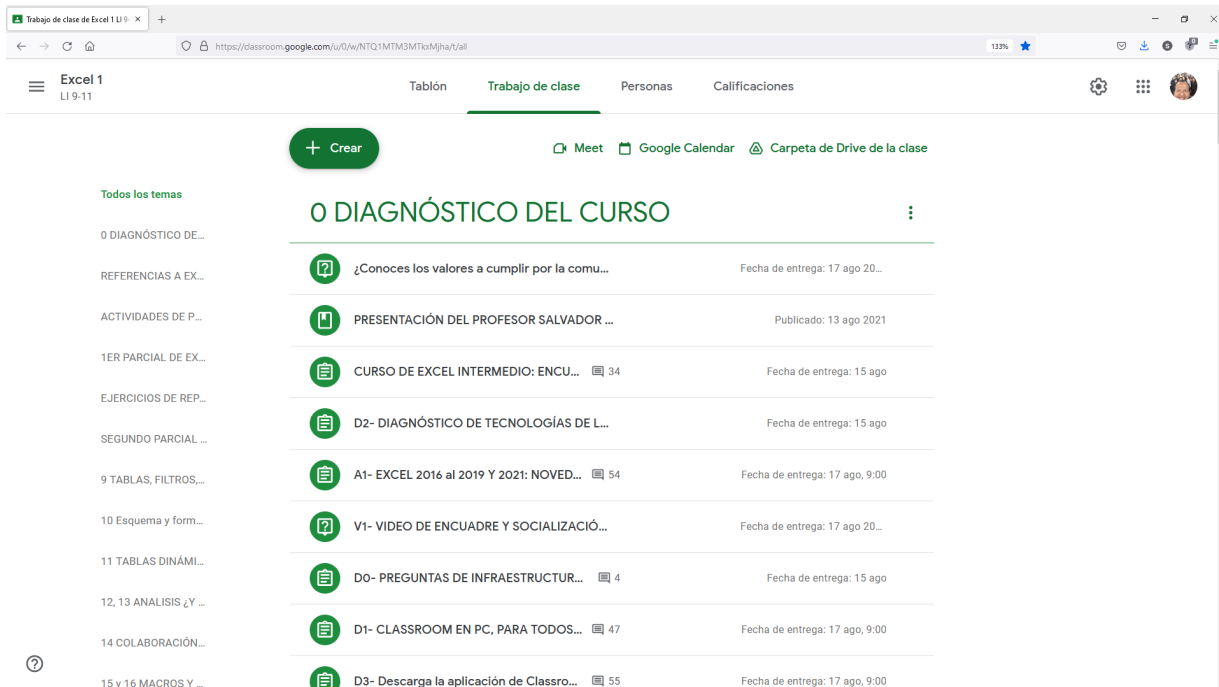 Trabajo de clase de Excel 1 LI 9-
https://classroom.google.com/u/0/w/NTQ1MTM3MTkxMjha/t/all
133%
Excel 1
LI 9-11
Tablón Trabajo de clase Personas Calificaciones
Crear
Meet Google Calendar Carpeta de Drive de la clase
Todos los temas
0 DIAGNÓSTICO DE...
REFERENCIAS A EX...
ACTIVIDADES DE P...
1ER PARCIAL DE EX...
EJERCICIOS DE REP...
SEGUNDO PARCIAL ...
9 TABLAS, FILTROS,...
10 Esquema y form...
11 TABLAS DINÁMI...
12, 13 ANALISIS ¿Y ...
14 COLABORACIÓN...
15 y 16 MACROS Y ...
0 DIAGNÓSTICO DEL CURSO
¿Conoces los valores a cumplir por la comu... Fecha de entrega: 17 ago 20...
PRESENTACIÓN DEL PROFESOR SALVADOR ... Publicado: 13 ago 2021
CURSO DE EXCEL INTERMEDIO: ENCU... 34 Fecha de entrega: 15 ago
D2- DIAGNÓSTICO DE TECNOLOGÍAS DE L... Fecha de entrega: 15 ago
A1- EXCEL 2016 al 2019 Y 2021: NOVED... 54 Fecha de entrega: 17 ago, 9:00
V1- VIDEO DE ENCUADRE Y SOCIALIZACIÓ... Fecha de entrega: 17 ago 20...
D0- PREGUNTAS DE INFRAESTRUCTUR... 4 Fecha de entrega: 15 ago
D1- CLASSROOM EN PC, PARA TODOS... 47 Fecha de entrega: 17 ago, 9:00
D3- Descarga la aplicación de Classro... 55 Fecha de entrega: 17 ago, 9:00